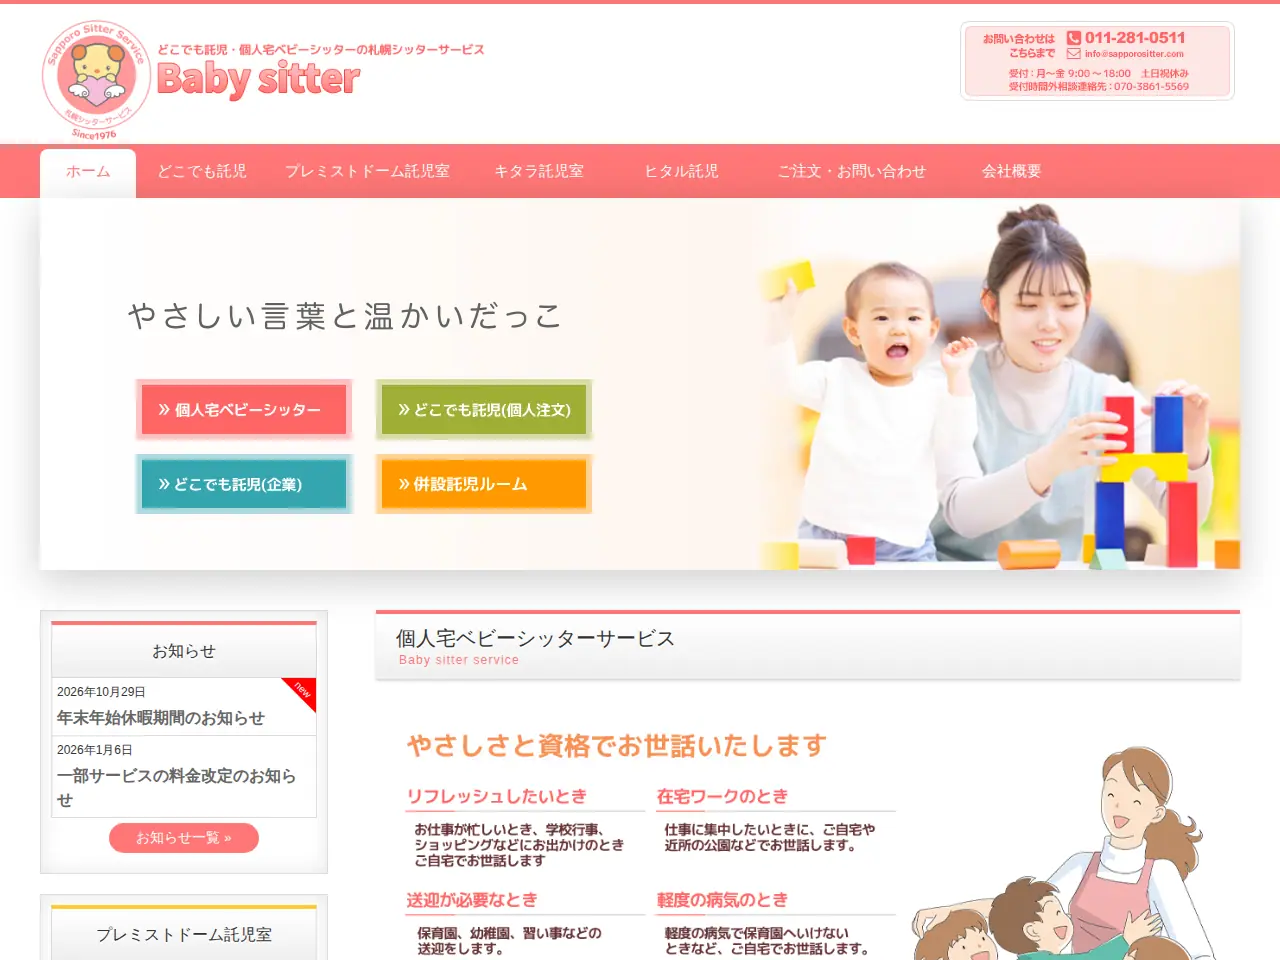 Sapporo Sitter Service
札幌シッターサービス
Since1976
どこでも託児・個人宅ベビーシッターの札幌シッターサービス
Baby sitter
お問い合わせは
こちらまで
011-281-0511
info@sapporositter.com
受付：月～金 9:00～18:00 土日祝休み
受付時間外相談連絡先：070-3861-5569
ホーム
どこでも託児
プレミストドーム託児室
キタラ託児室
ヒタル託児
ご注文・お問い合わせ
会社概要
やさしい言葉と温かいだっこ
» 個人宅ベビーシッター
» どこでも託児(個人注文)
» どこでも託児(企業)
» 併設託児ルーム
お知らせ
new
2026年10月29日
年末年始休暇期間のお知らせ
2026年1月6日
一部サービスの料金改定のお知ら
せ
お知らせ一覧 »
プレミストドーム託児室
個人宅ベビーシッターサービス
Baby sitter service
やさしさと資格でお世話いたします
リフレッシュしたいとき
お仕事が忙しいとき、学校行事、
ショッピングなどにお出かけのとき
ご自宅でお世話します
在宅ワークのとき
仕事に集中したいときに、ご自宅や
近所の公園などでお世話します。
送迎が必要なとき
保育園、幼稚園、習い事などの
送迎をします。
軽度の病気のとき
軽度の病気で保育園へいけない
ときなど、ご自宅でお世話します。